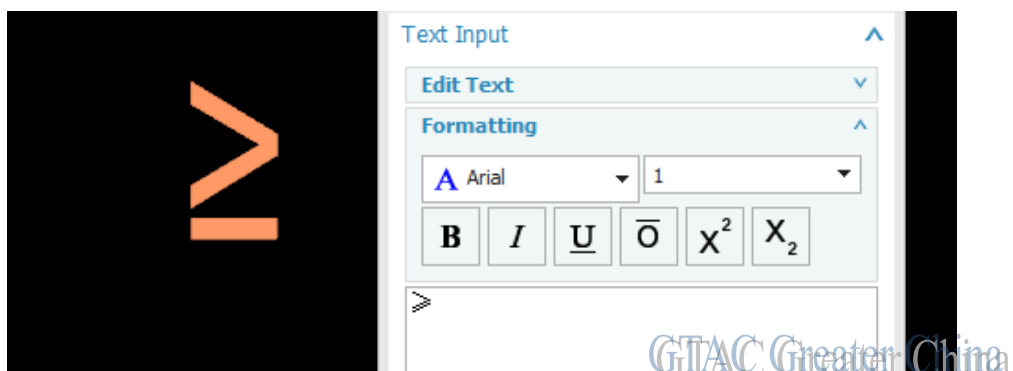 Text Input
≥
Edit Text
Formatting
A Arial
1
B I U O X² X₂
≥
GTAC Greater China